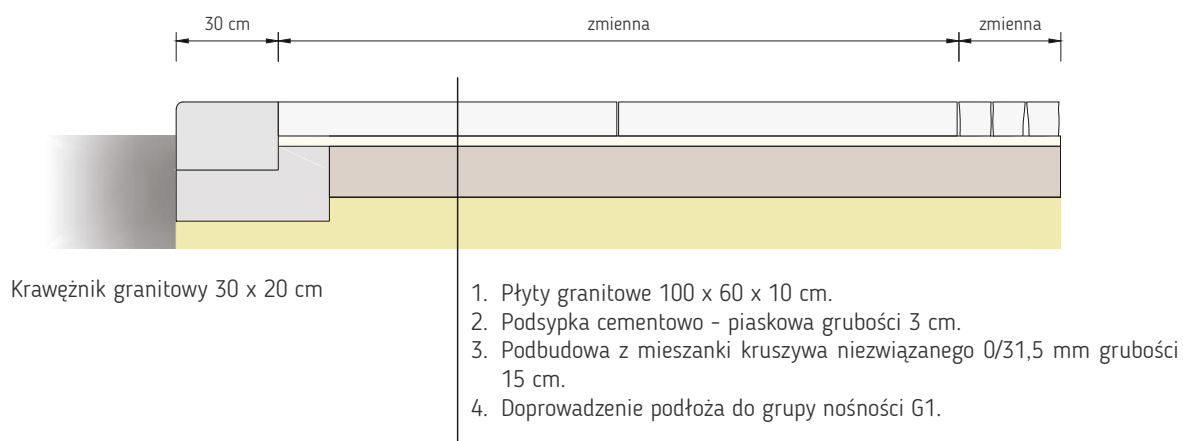 30 cm
zmienna
zmienna
Krawężnik granitowy 30 x 20 cm
1. Płyty granitowe 100 x 60 x 10 cm.
2. Podsypka cementowo - piaskowa grubości 3 cm.
3. Podbudowa z mieszanki kruszywa niezwiązanego 0/31,5 mm grubości
15 cm.
4. Doprowadzenie podłoża do grupy nośności G1.